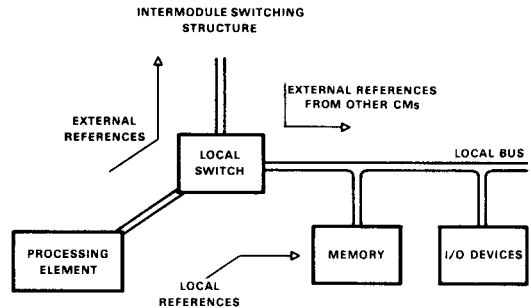 INTERMODULE SWITCHING
STRUCTURE
EXTERNAL REFERENCES
FROM OTHER CMs
EXTERNAL
REFERENCES
LOCAL
SWITCH
LOCAL BUS
PROCESSING
ELEMENT
MEMORY
I/O DEVICES
LOCAL
REFERENCES